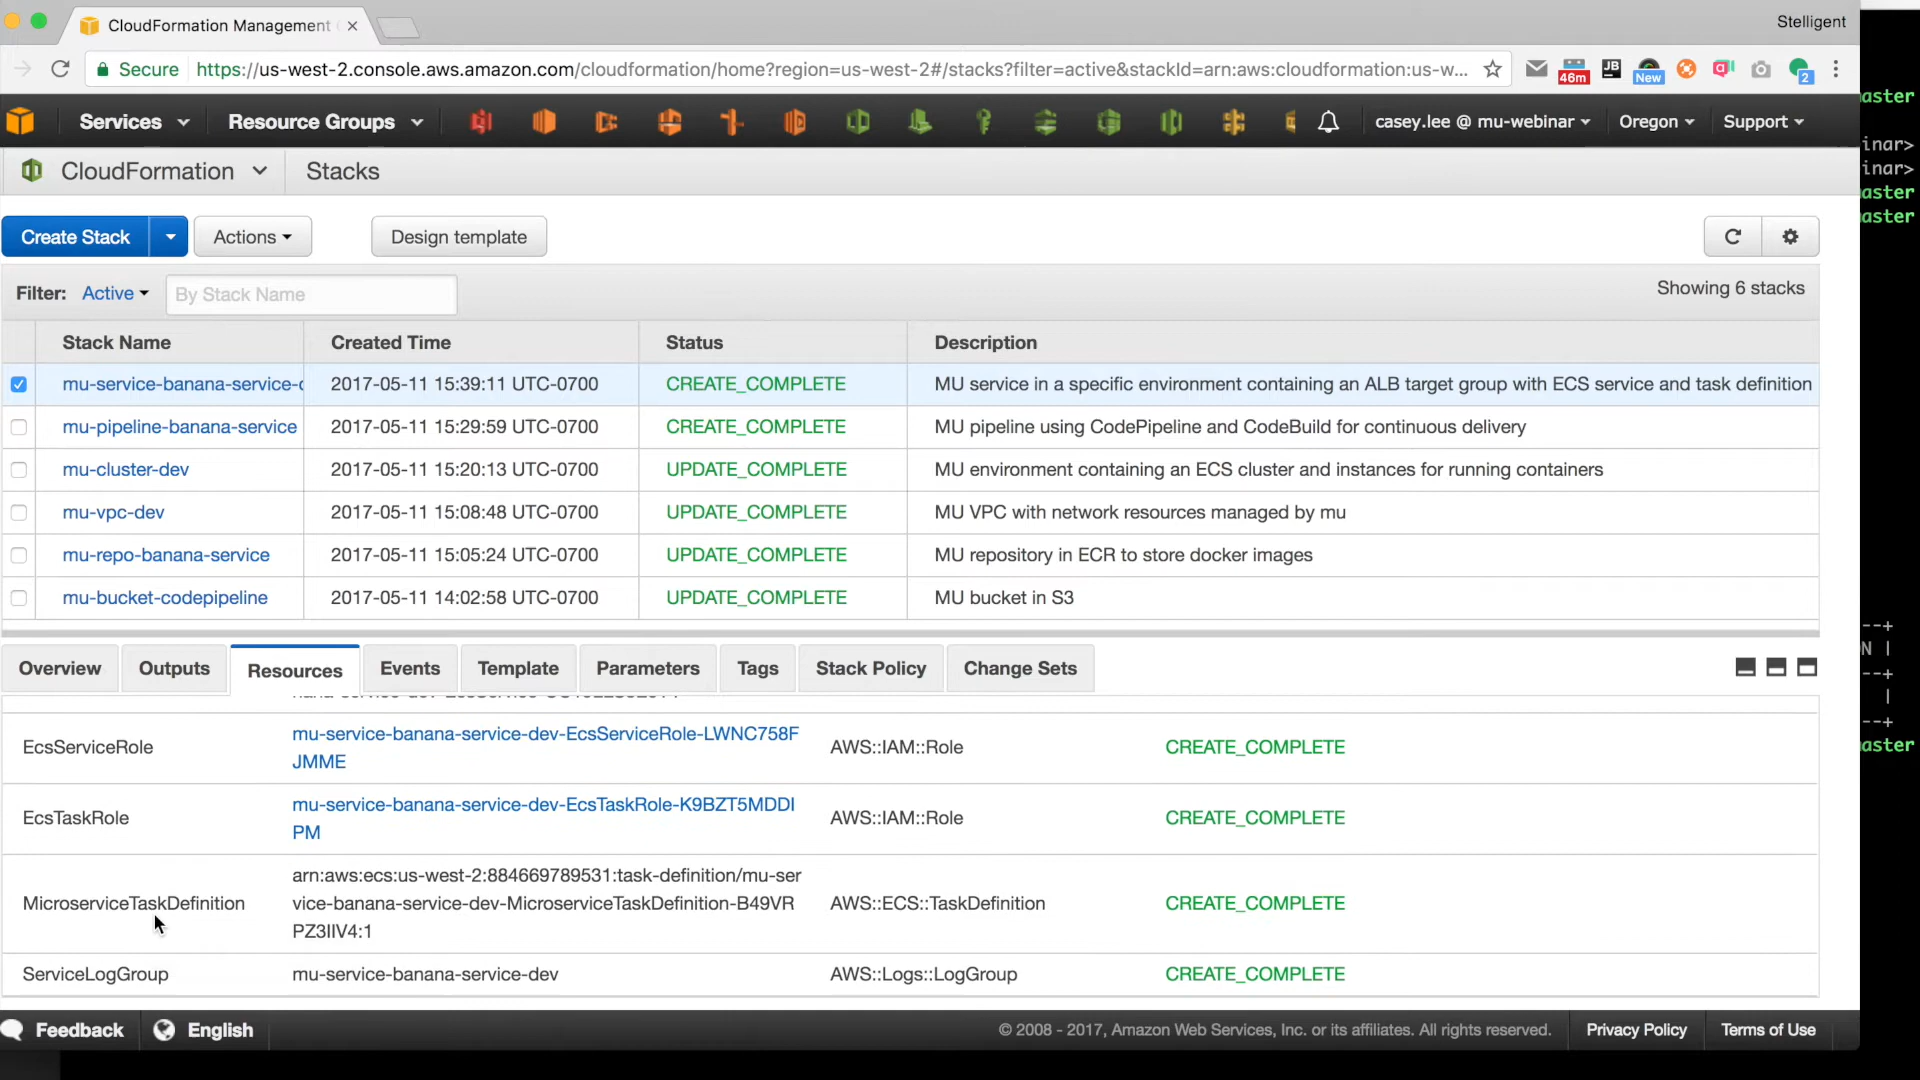 CloudFormation Management
Stelligent
Secure https://us-west-2.console.aws.amazon.com/cloudformation/home?region=us-west-2#/stacks?filter=active&stackId=arn:aws:cloudformation:us-w...
46m
JB
New
2
Services
Resource Groups
casey.lee @ mu-webinar
Oregon
Support
CloudFormation
Stacks
Create Stack
Actions
Design template
Filter: Active
By Stack Name
Showing 6 stacks
Stack Name Created Time Status Description
mu-service-banana-service-d 2017-05-11 15:39:11 UTC-0700 CREATE_COMPLETE MU service in a specific environment containing an ALB target group with ECS service and task definition
mu-pipeline-banana-service 2017-05-11 15:29:59 UTC-0700 CREATE_COMPLETE MU pipeline using CodePipeline and CodeBuild for continuous delivery
mu-cluster-dev 2017-05-11 15:20:13 UTC-0700 UPDATE_COMPLETE MU environment containing an ECS cluster and instances for running containers
mu-vpc-dev 2017-05-11 15:08:48 UTC-0700 UPDATE_COMPLETE MU VPC with network resources managed by mu
mu-repo-banana-service 2017-05-11 15:05:24 UTC-0700 UPDATE_COMPLETE MU repository in ECR to store docker images
mu-bucket-codepipeline 2017-05-11 14:02:58 UTC-0700 UPDATE_COMPLETE MU bucket in S3
Overview Outputs Resources Events Template Parameters Tags Stack Policy Change Sets
EcsServiceRole mu-service-banana-service-dev-EcsServiceRole-LWNC758F
JMME AWS::IAM::Role CREATE_COMPLETE
EcsTaskRole mu-service-banana-service-dev-EcsTaskRole-K9BZT5MDDI
PM AWS::IAM::Role CREATE_COMPLETE
arn:aws:ecs:us-west-2:884669789531:task-definition/mu-ser
MicroserviceTaskDefinition vice-banana-service-dev-MicroserviceTaskDefinition-B49VR AWS::ECS::TaskDefinition CREATE_COMPLETE
PZ3IIV4:1
ServiceLogGroup mu-service-banana-service-dev AWS::Logs::LogGroup CREATE_COMPLETE
Feedback
English
© 2008 - 2017, Amazon Web Services, Inc. or its affiliates. All rights reserved.
Privacy Policy
Terms of Use
aster
inar>
inar>
aster
aster
--+
N |
--+
|
--+
aster